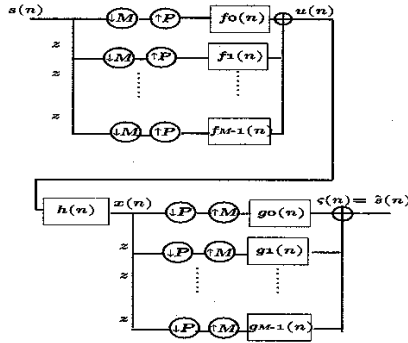 s(n) ↓M ↑P f0(n) u(n)
z ↓M ↑P f1(n)
z
z ↓M ↑P fM-1(n)
h(n) x(n) ↓P ↑M g0(n) ς(n)= ŝ(n)
z ↓P ↑M g1(n)
z
z ↓P ↑M gM-1(n)